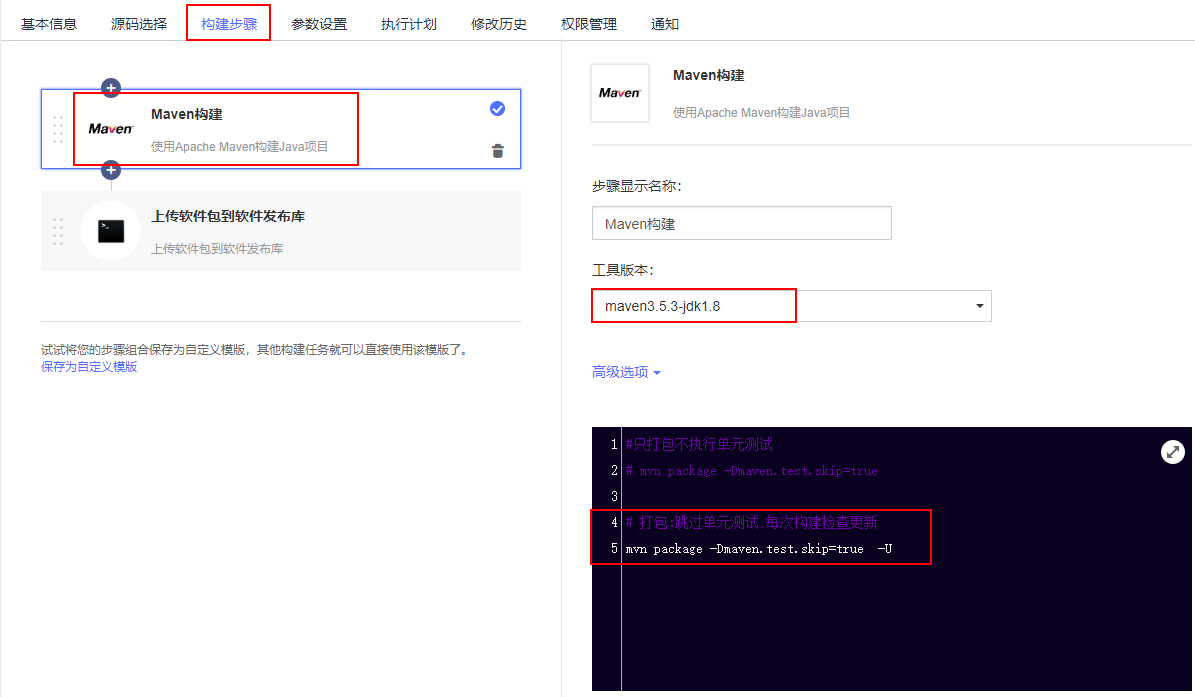 基本信息 源码选择 构建步骤 参数设置 执行计划 修改历史 权限管理 通知
Maven
Maven构建
使用Apache Maven构建Java项目
上传软件包到软件发布库
上传软件包到软件发布库
试试将您的步骤组合保存为自定义模版，其他构建任务就可以直接使用该模版了。
保存为自定义模版
Maven
Maven构建
使用Apache Maven构建Java项目
步骤显示名称：
Maven构建
工具版本：
maven3.5.3-jdk1.8
高级选项
1 #只打包不执行单元测试
2 # mvn package -Dmaven.test.skip=true
3
4 # 打包:跳过单元测试.每次构建检查更新
5 mvn package -Dmaven.test.skip=true  -U